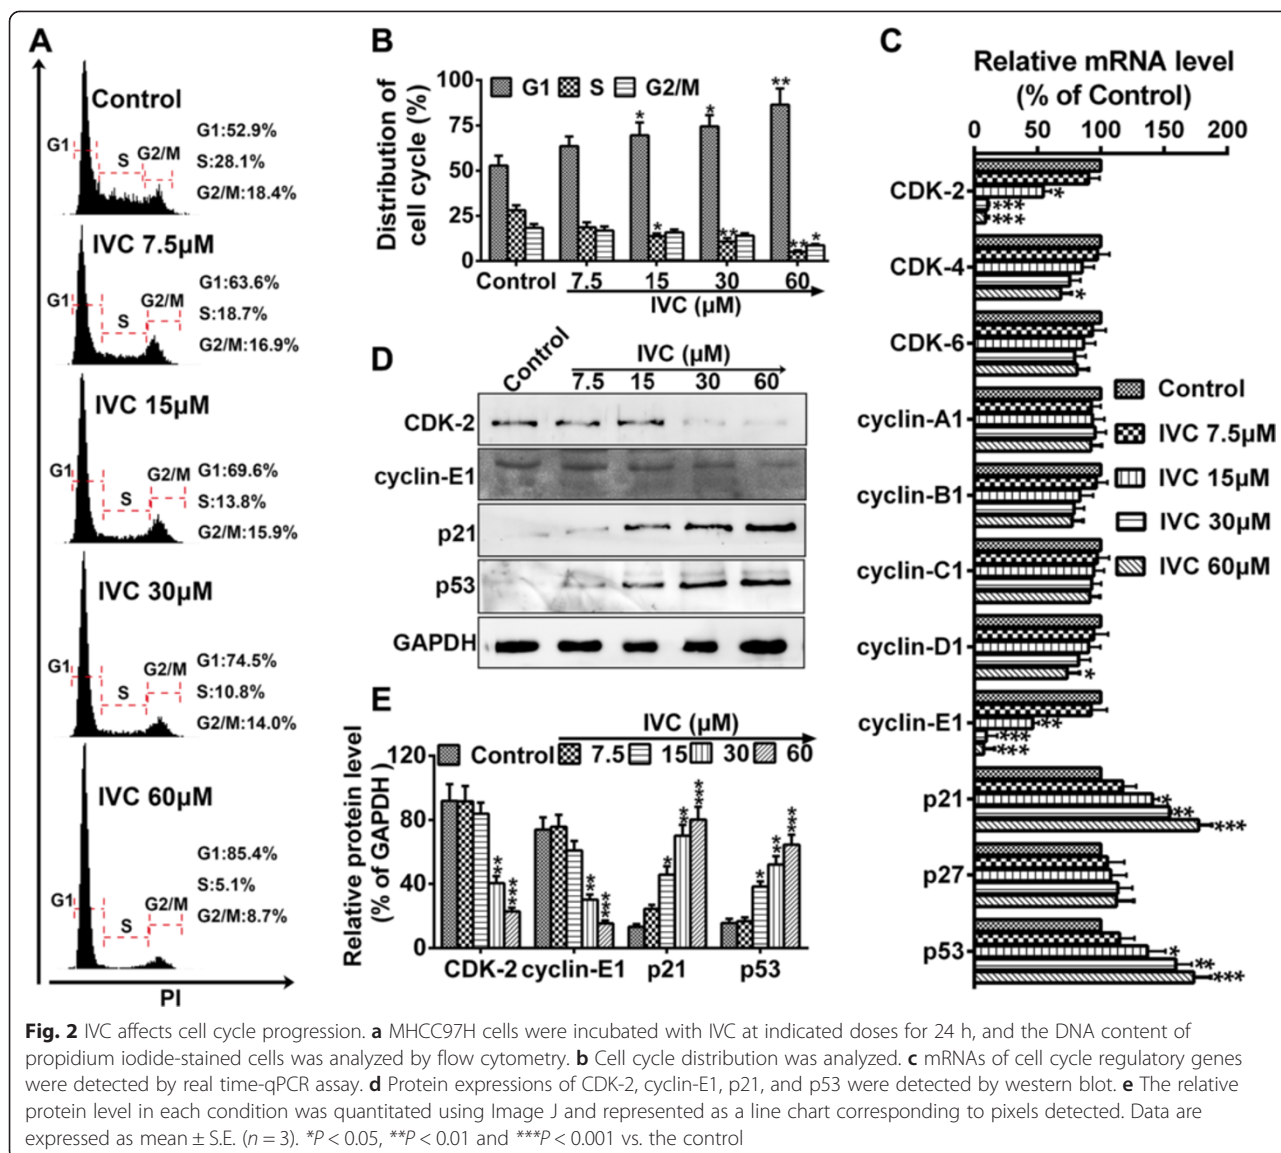 A
Control
G1
S
G2/M
G1:52.9%
S:28.1%
G2/M:18.4%
IVC 7.5μM
G1
S
G2/M
G1:63.6%
S:18.7%
G2/M:16.9%
IVC 15μM
G1
S
G2/M
G1:69.6%
S:13.8%
G2/M:15.9%
IVC 30μM
G1
S
G2/M
G1:74.5%
S:10.8%
G2/M:14.0%
IVC 60μM
G1
S
G2/M
G1:85.4%
S:5.1%
G2/M:8.7%
PI
B
Distribution of
cell cycle (%)
100
75
50
25
0
G1 S G2/M
* * **
* ** ** *
Control 7.5 15 30 60
IVC (μM)
C
Relative mRNA level
(% of Control)
0 50 100 150 200
CDK-2
*
***
***
CDK-4
*
CDK-6
cyclin-A1
cyclin-B1
cyclin-C1
cyclin-D1
*
cyclin-E1
**
***
***
p21
*
**
***
p27
p53
*
**
***
Control
IVC 7.5μM
IVC 15μM
IVC 30μM
IVC 60μM
D
Control
IVC (μM)
7.5 15 30 60
CDK-2
cyclin-E1
p21
p53
GAPDH
E
IVC (μM)
Control 7.5 15 30 60
Relative protein level
(% of GAPDH )
120
80
40
0
** *** ** *** * ** *** * ** ***
CDK-2 cyclin-E1 p21 p53
Fig. 2 IVC affects cell cycle progression. a MHCC97H cells were incubated with IVC at indicated doses for 24 h, and the DNA content of
propidium iodide-stained cells was analyzed by flow cytometry. b Cell cycle distribution was analyzed. c mRNAs of cell cycle regulatory genes
were detected by real time-qPCR assay. d Protein expressions of CDK-2, cyclin-E1, p21, and p53 were detected by western blot. e The relative
protein level in each condition was quantitated using Image J and represented as a line chart corresponding to pixels detected. Data are
expressed as mean ± S.E. (n = 3). *P < 0.05, **P < 0.01 and ***P < 0.001 vs. the control